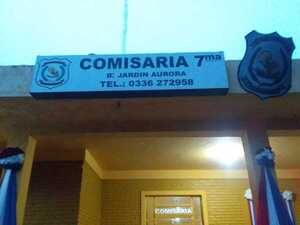 COMISARIA 7ma
B° JARDIN AURORA
TEL.: 0336 272958
COMISARIA